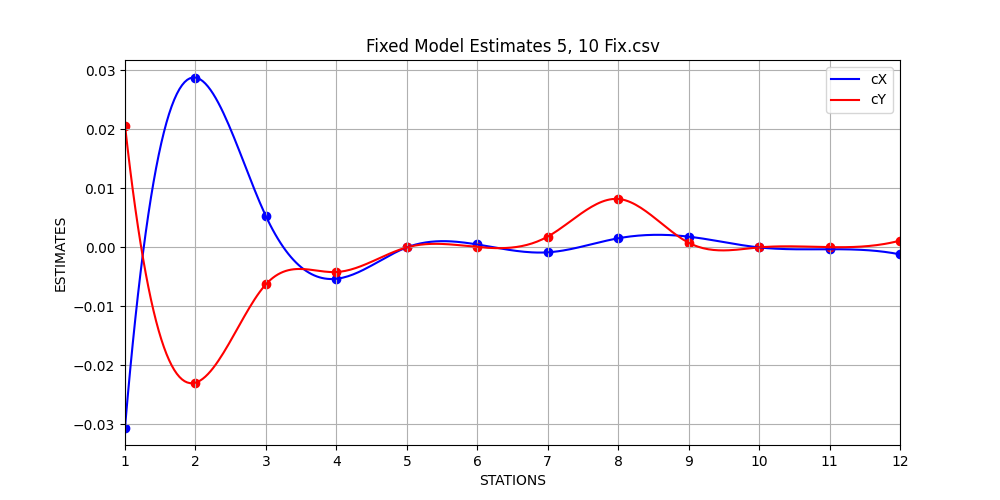 Fixed Model Estimates 5, 10 Fix.csv
cX
cY
0.03
0.02
0.01
0.00
−0.01
−0.02
−0.03
ESTIMATES
1 2 3 4 5 6 7 8 9 10 11 12
STATIONS